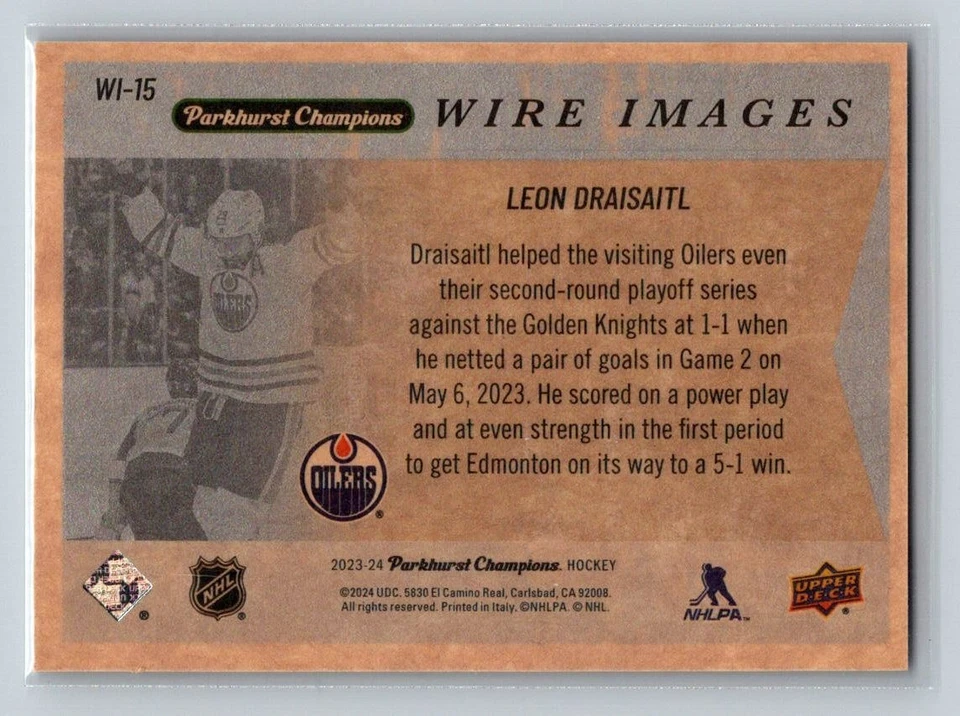 WI-15
Parkhurst Champions WIRE IMAGES
LEON DRAISAITL
Draisaitl helped the visiting Oilers even
their second-round playoff series
against the Golden Knights at 1-1 when
he netted a pair of goals in Game 2 on
May 6, 2023. He scored on a power play
and at even strength in the first period
to get Edmonton on its way to a 5-1 win.
OILERS
OILERS ®
2023-24 Parkhurst Champions. HOCKEY
©2024 UDC. 5830 El Camino Real, Carlsbad, CA 92008.
All rights reserved. Printed in Italy. ©NHLPA. © NHL.
®
NHL ®
NHLPA™
UPPER
D·E·C·K ®